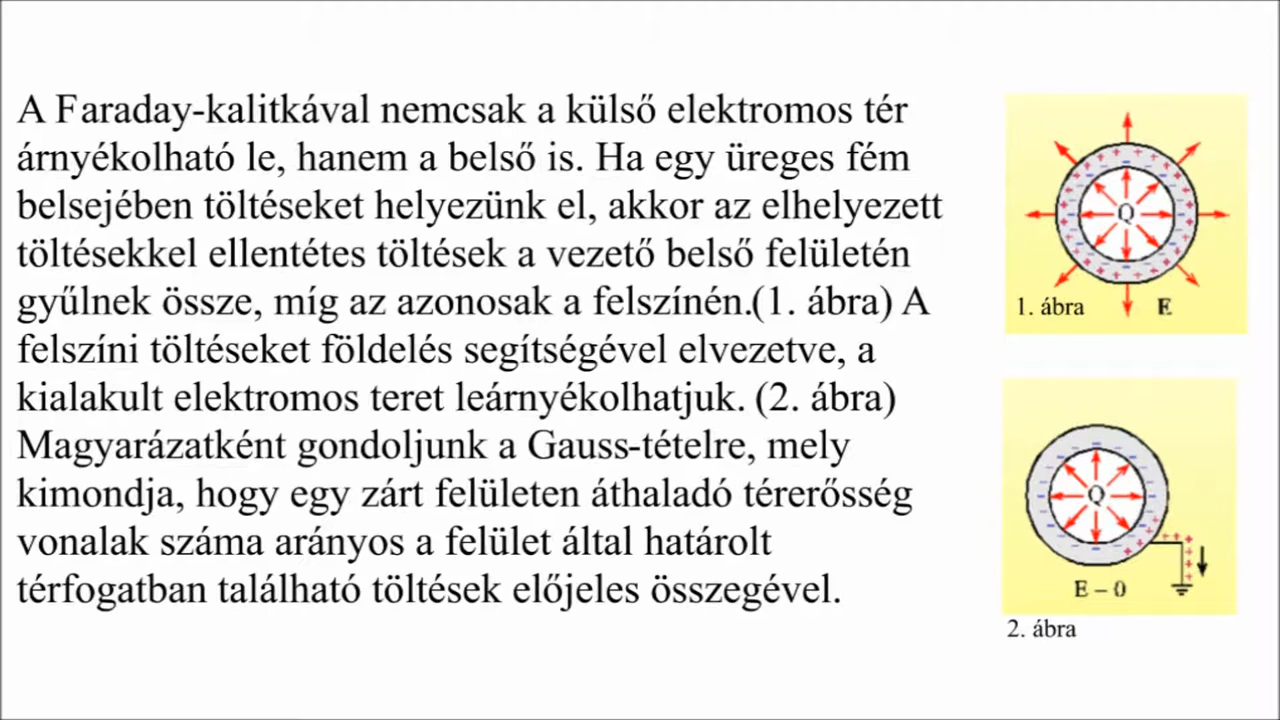 A Faraday-kalitkával nemcsak a külső elektromos tér
árnyékolható le, hanem a belső is. Ha egy üreges fém
belsejében töltéseket helyezünk el, akkor az elhelyezett
töltésekkel ellentétes töltések a vezető belső felületén
gyűlnek össze, míg az azonosak a felszínén.(1. ábra) A
felszíni töltéseket földelés segítségével elvezetve, a
kialakult elektromos teret leárnyékolhatjuk. (2. ábra)
Magyarázatként gondoljunk a Gauss-tételre, mely
kimondja, hogy egy zárt felületen áthaladó térerősség
vonalak száma arányos a felület által határolt
térfogatban található töltések előjeles összegével.
Q
1. ábra E
Q
E – 0
2. ábra